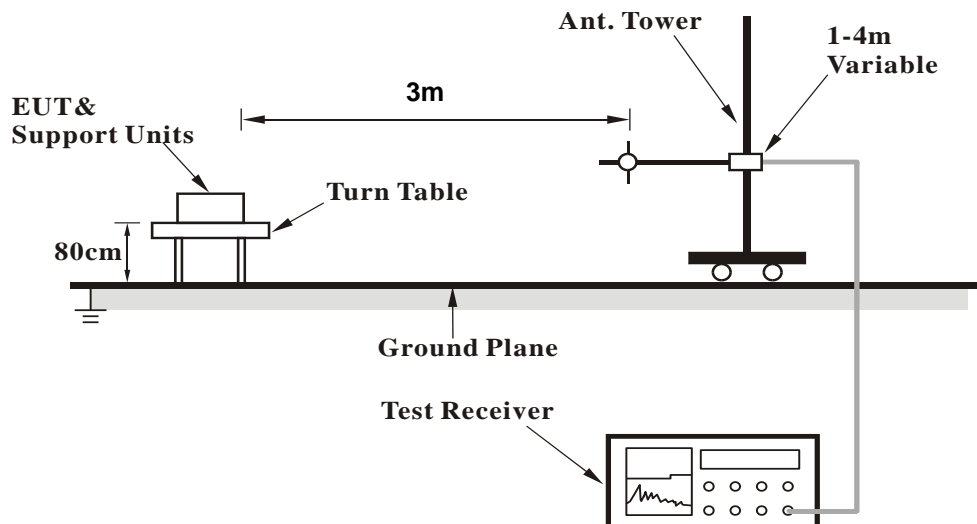 Ant. Tower
1-4m
Variable
3m
EUT&
Support Units
Turn Table
80cm
Ground Plane
Test Receiver